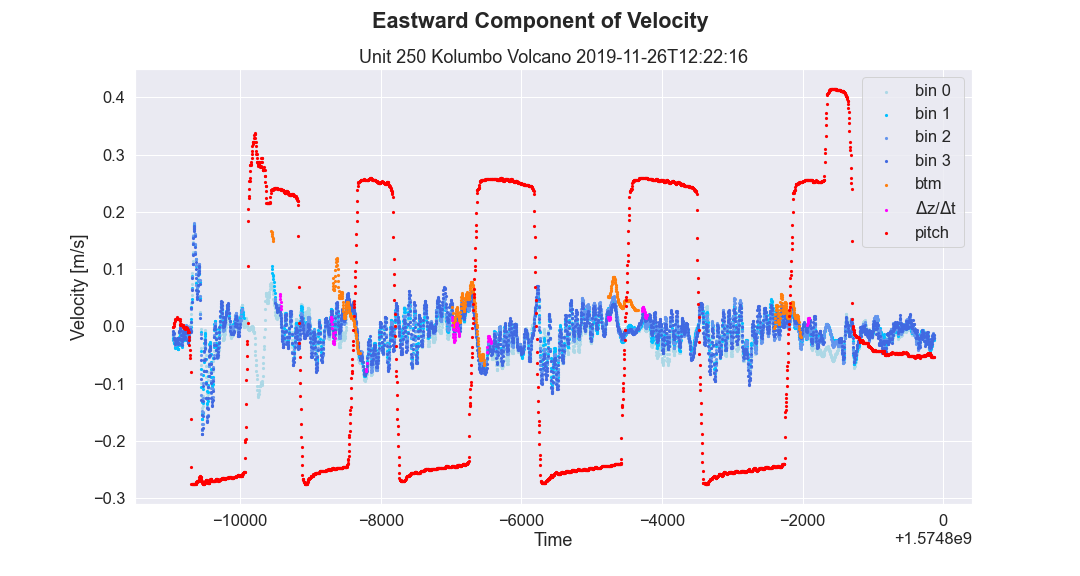 Eastward Component of Velocity
Unit 250 Kolumbo Volcano 2019-11-26T12:22:16
bin 0
bin 1
bin 2
bin 3
btm
Δz/Δt
pitch
Velocity [m/s]
0.4
0.3
0.2
0.1
0.0
−0.1
−0.2
−0.3
−10000 −8000 −6000 −4000 −2000 0
Time
+1.5748e9